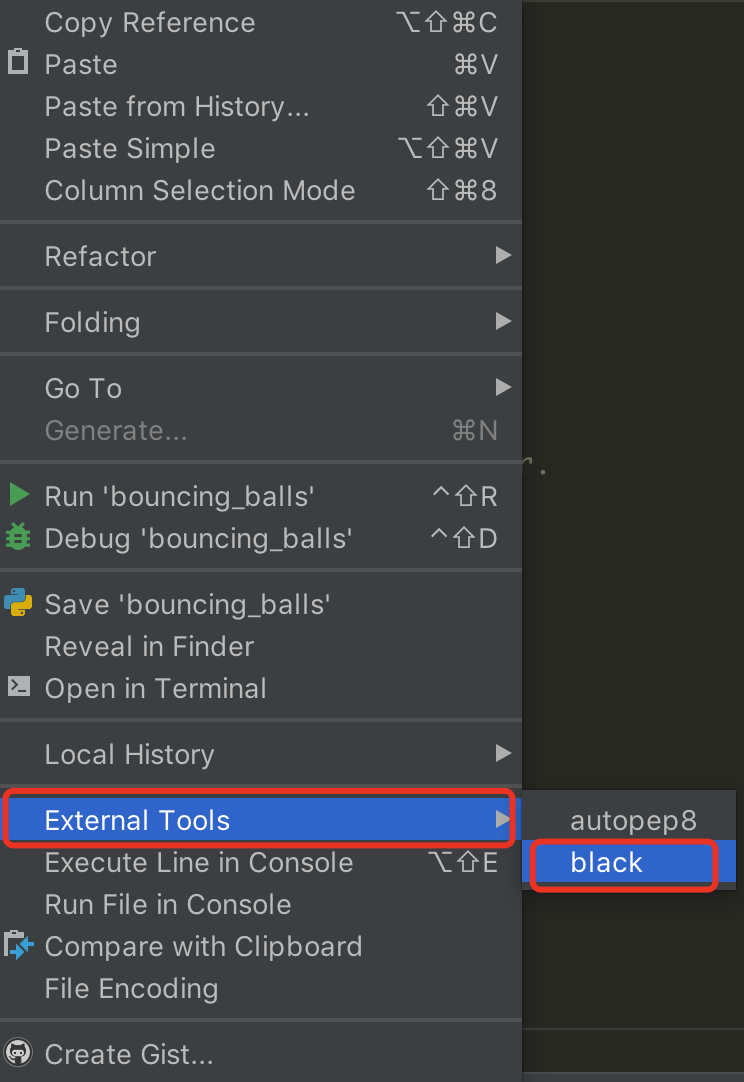 Copy Reference ⌥⇧⌘C
Paste ⌘V
Paste from History... ⇧⌘V
Paste Simple ⌥⇧⌘V
Column Selection Mode ⇧⌘8
Refactor
Folding
Go To
Generate... ⌘N
Run 'bouncing_balls' ^⇧R
Debug 'bouncing_balls' ^⇧D
Save 'bouncing_balls'
Reveal in Finder
Open in Terminal
Local History
External Tools
autopep8
black
Execute Line in Console ⌥⇧E
Run File in Console
Compare with Clipboard
File Encoding
Create Gist...